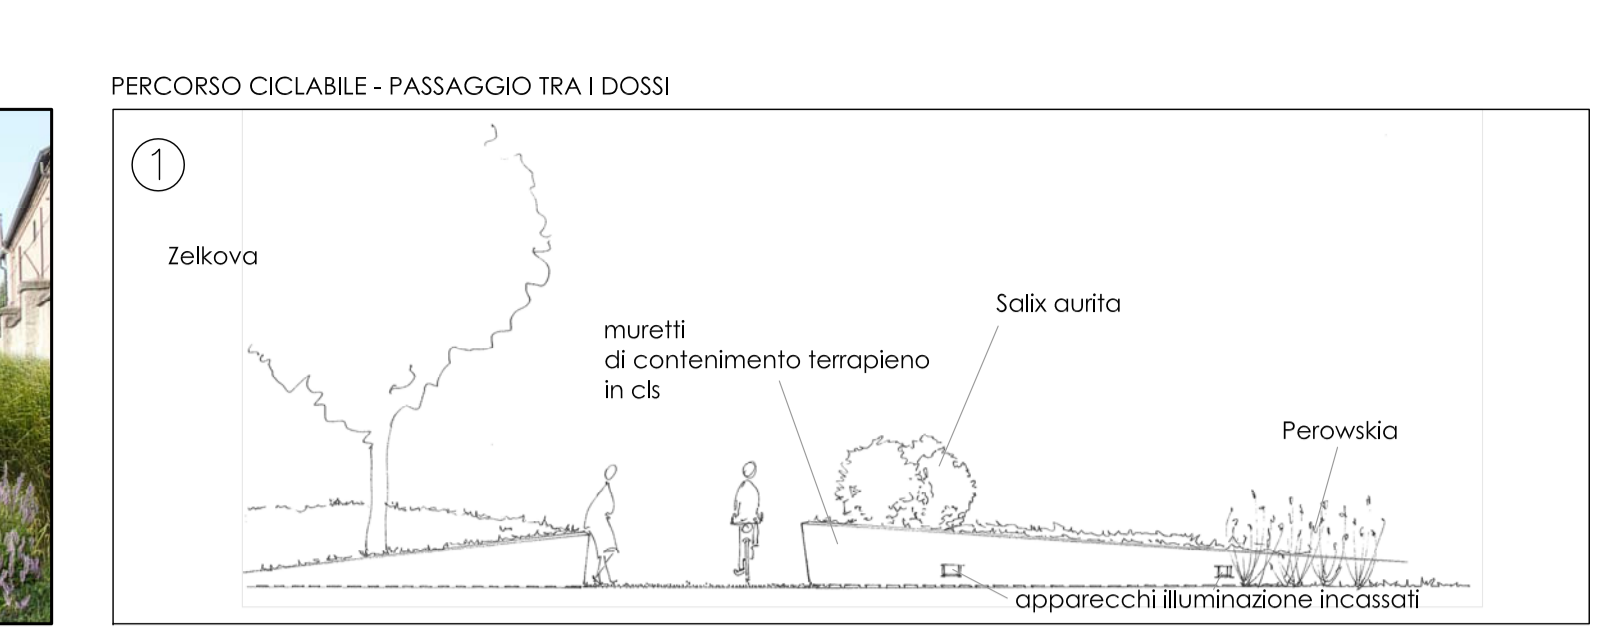 PERCORSO CICLABILE - PASSAGGIO TRA I DOSSI
1
Zelkova
Salix aurita
muretti
di contenimento terrapieno
in cls
Perowskia
apparecchi illuminazione incassati